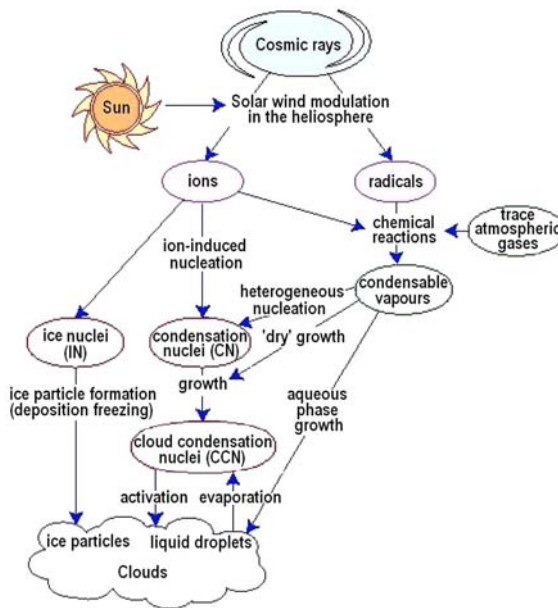 Cosmic rays
Sun
Solar wind modulation
in the heliosphere
ions
radicals
chemical
reactions
trace
atmospheric
gases
ion-induced
nucleation
condensable
vapours
heterogeneous
nucleation
ice nuclei
(IN)
condensation
nuclei (CN)
'dry' growth
ice particle formation
(deposition freezing)
growth
aqueous
phase
growth
cloud condensation
nuclei (CCN)
activation
evaporation
ice particles
liquid droplets
Clouds